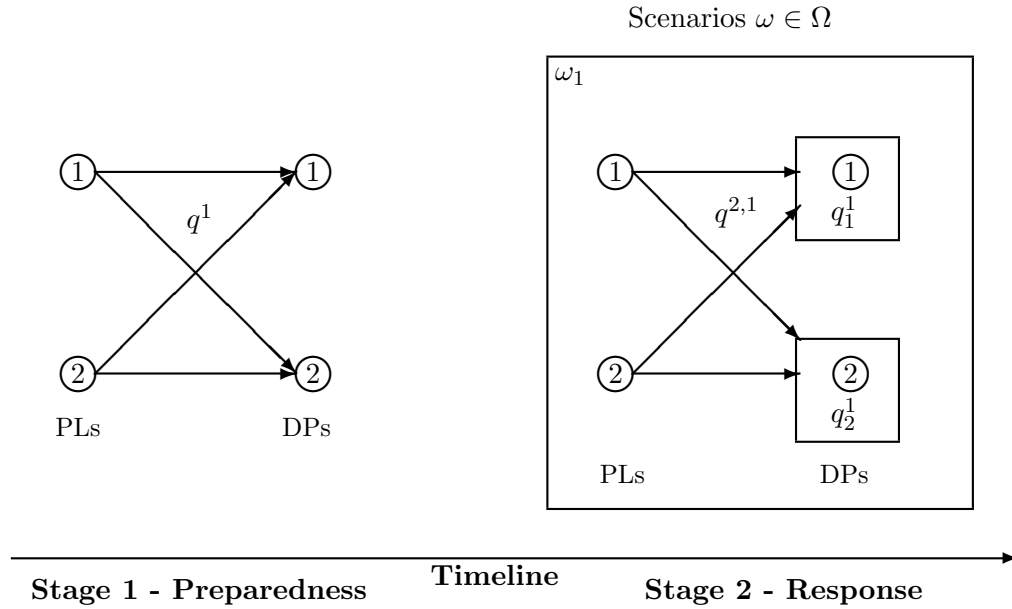 Scenarios ω ∈ Ω
ω₁
1 1
q¹
2 2
PLs DPs
1 1
q²,¹
q¹₁
2 2
q¹₂
PLs DPs
Timeline
Stage 1 - Preparedness
Stage 2 - Response